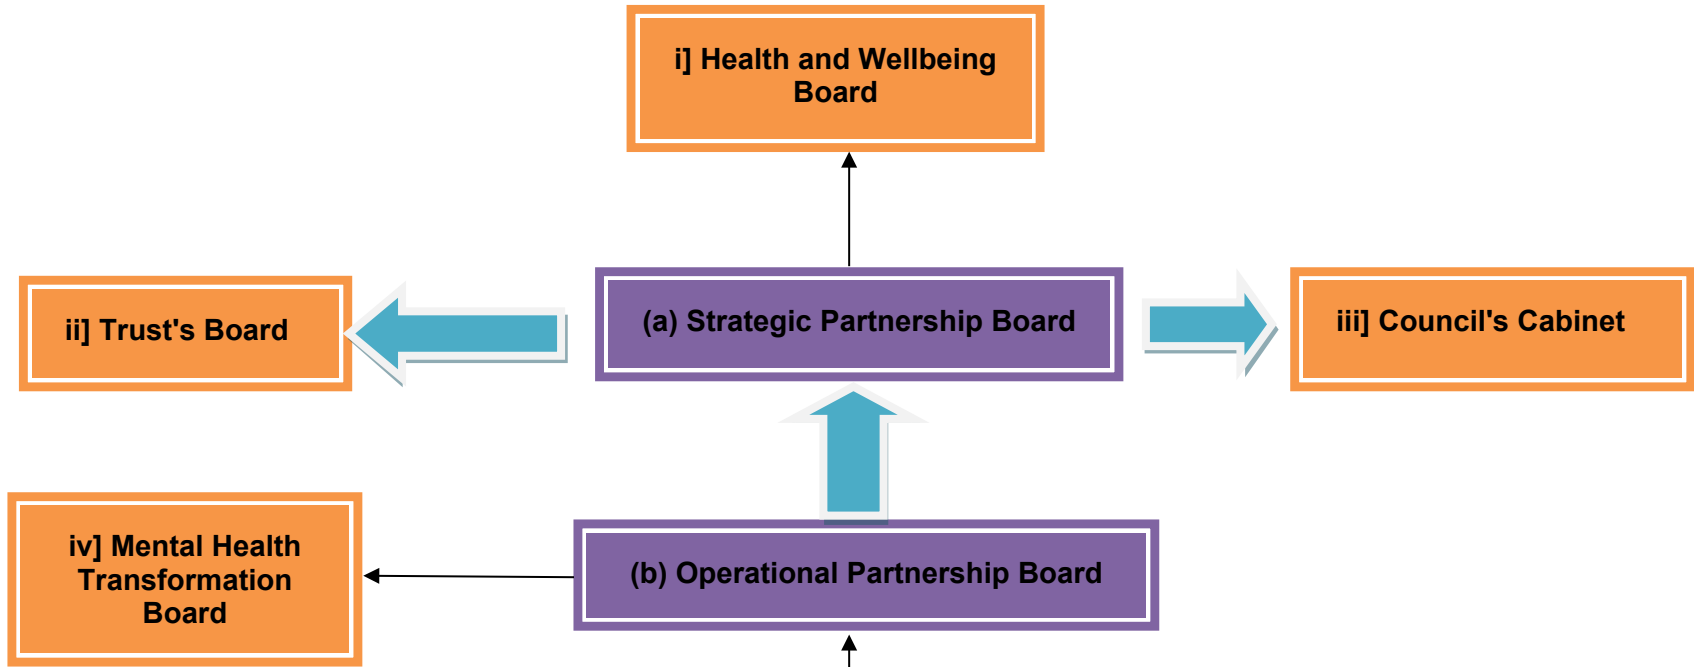 i] Health and Wellbeing
Board
ii] Trust's Board
(a) Strategic Partnership Board
iii] Council's Cabinet
iv] Mental Health
Transformation
Board
(b) Operational Partnership Board